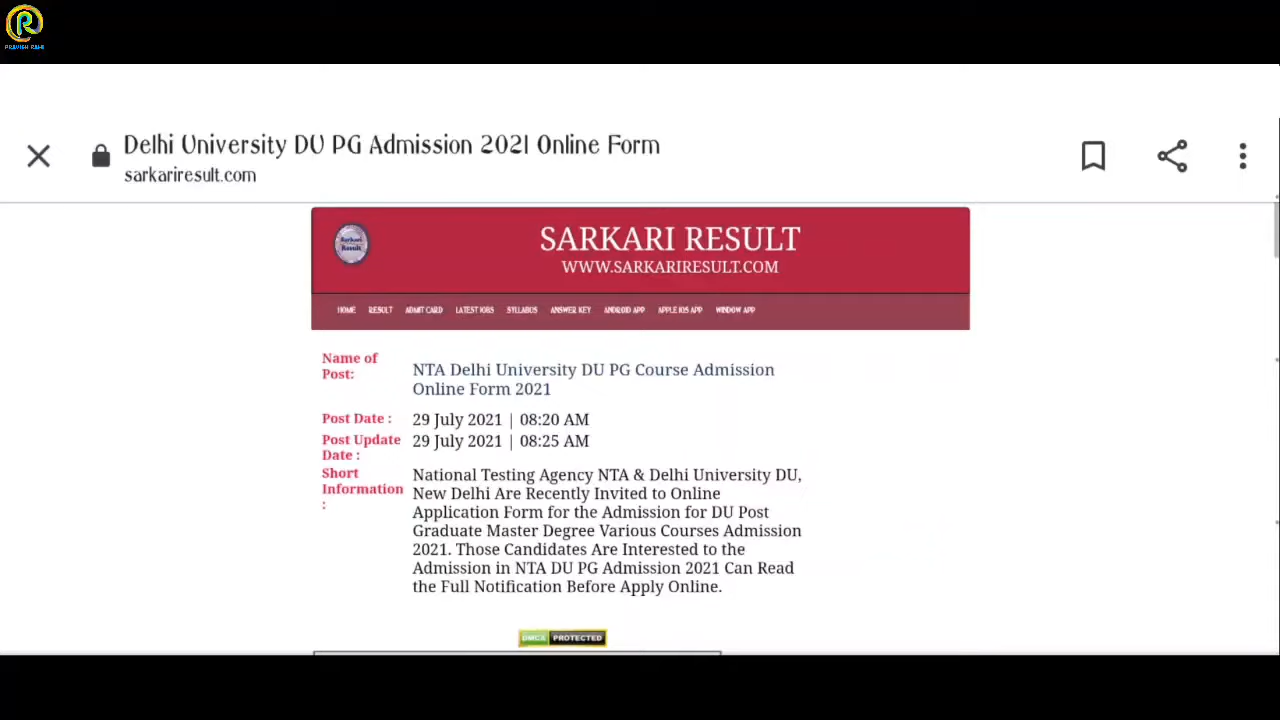 PRAVISH RAHI
Delhi University DU PG Admission 2021 Online Form
sarkariresult.com
Sarkari
Result
SARKARI RESULT
WWW.SARKARIRESULT.COM
HOME RESULT ADMIT CARD LATEST JOBS SYLLABUS ANSWER KEY ANDROID APP APPLE IOS APP WINDOW APP
Name of
Post:
NTA Delhi University DU PG Course Admission
Online Form 2021
Post Date : 29 July 2021 | 08:20 AM
Post Update
Date :
29 July 2021 | 08:25 AM
Short
Information
:
National Testing Agency NTA & Delhi University DU,
New Delhi Are Recently Invited to Online
Application Form for the Admission for DU Post
Graduate Master Degree Various Courses Admission
2021. Those Candidates Are Interested to the
Admission in NTA DU PG Admission 2021 Can Read
the Full Notification Before Apply Online.
DMCA PROTECTED